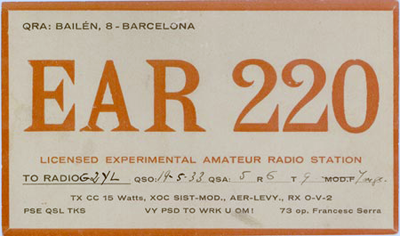 QRA: BAILÉN, 8 - BARCELONA
EAR 220
LICENSED EXPERIMENTAL AMATEUR RADIO STATION
TO RADIO G2YL QSO: 19-5-33 QSA: 5 R 6 T 9 MOD.F 7
TX CC 15 Watts, XOC SIST-MOD., AER-LEVY., RX O-V-2
PSE QSL TKS VY PSD TO WRK U OM! 73 op. Francesc Serra